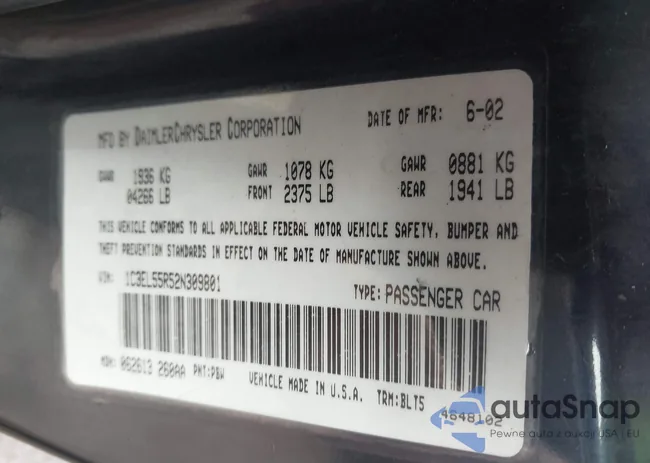 MFD BY DAIMLERCHRYSLER CORPORATION DATE OF MFR: 6-02
GVWR 1936 KG GAWR 1078 KG GAWR 0881 KG
04266 LB FRONT 2375 LB REAR 1941 LB
THIS VEHICLE CONFORMS TO ALL APPLICABLE FEDERAL MOTOR VEHICLE SAFETY, BUMPER AND
THEFT PREVENTION STANDARDS IN EFFECT ON THE DATE OF MANUFACTURE SHOWN ABOVE.
VIN: 1C3EL55R52N309801 TYPE: PASSENGER CAR
MDH: 062613 260AA PNT:PBW VEHICLE MADE IN U.S.A. TRM:BLT5
4648102
autaSnap
Pewne auta z aukcji USA | EU